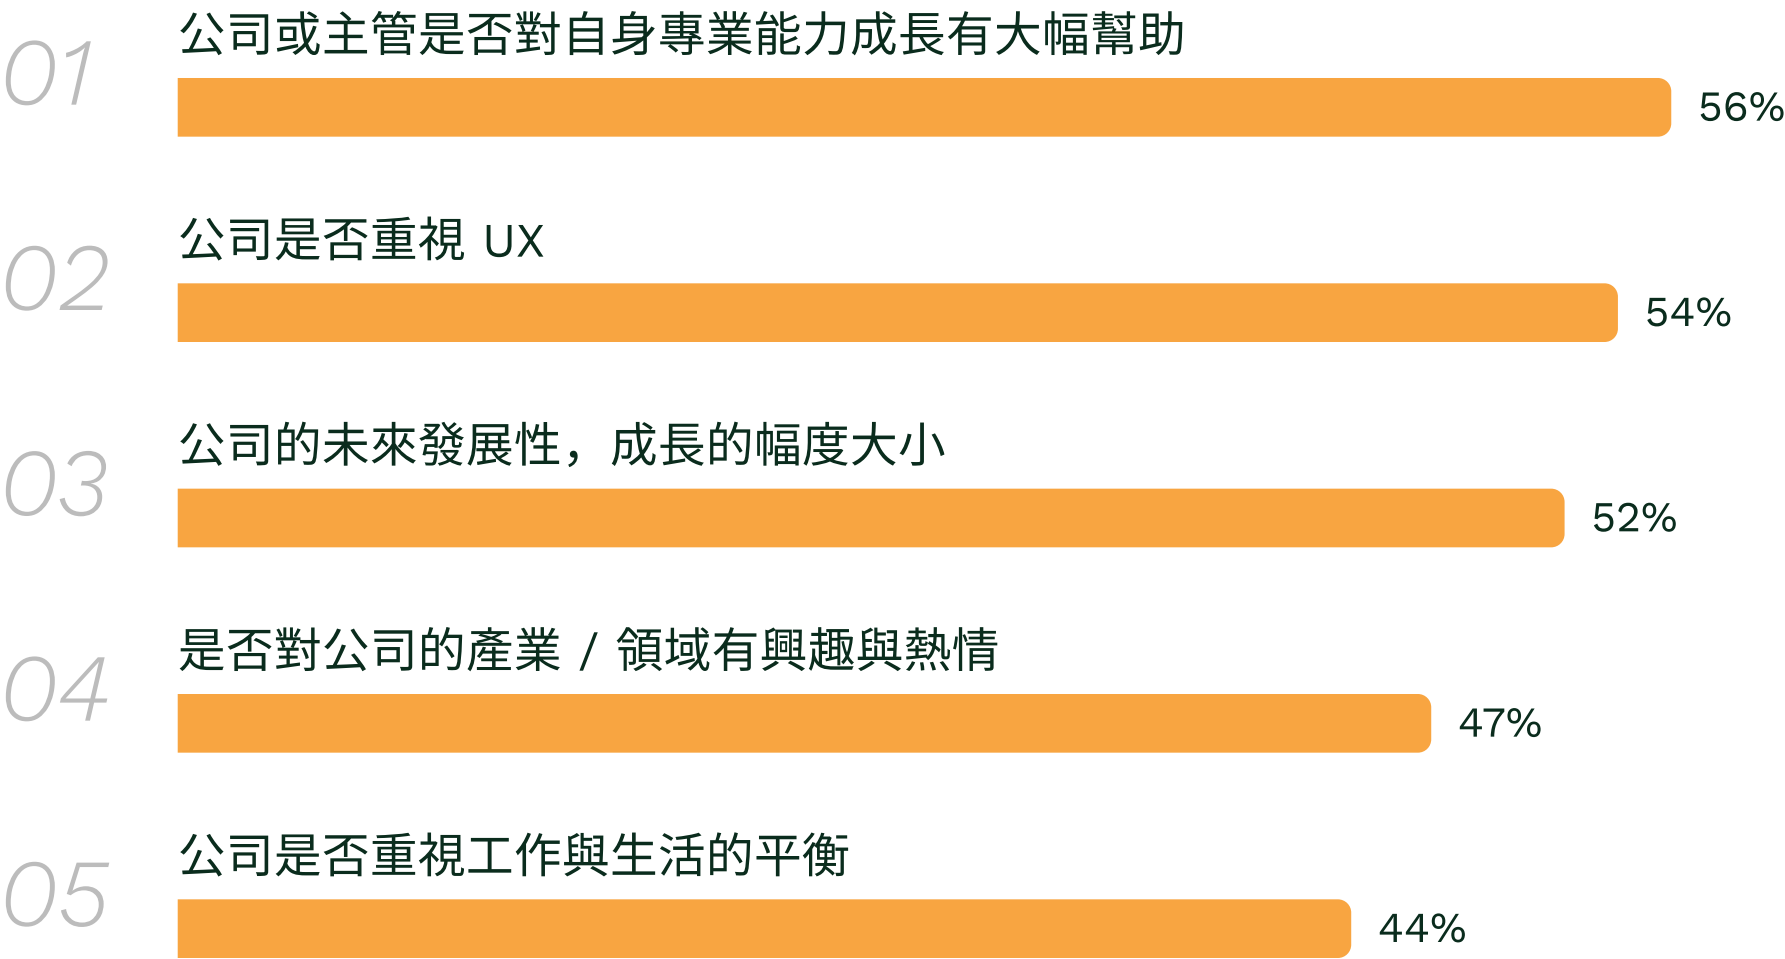 01
公司或主管是否對自身專業能力成長有大幅幫助
56%
02
公司是否重視 UX
54%
03
公司的未來發展性，成長的幅度大小
52%
04
是否對公司的產業 / 領域有興趣與熱情
47%
05
公司是否重視工作與生活的平衡
44%